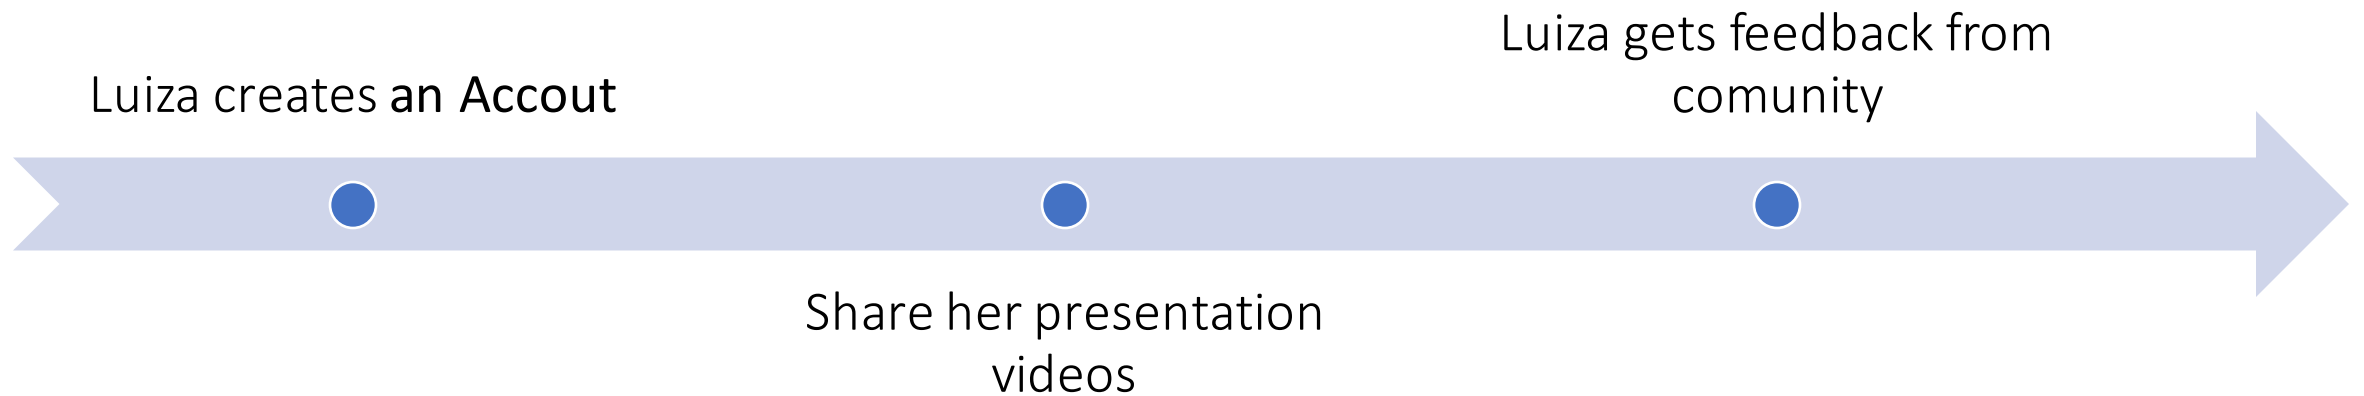 Luiza creates an Accout
Share her presentation
videos
Luiza gets feedback from
comunity